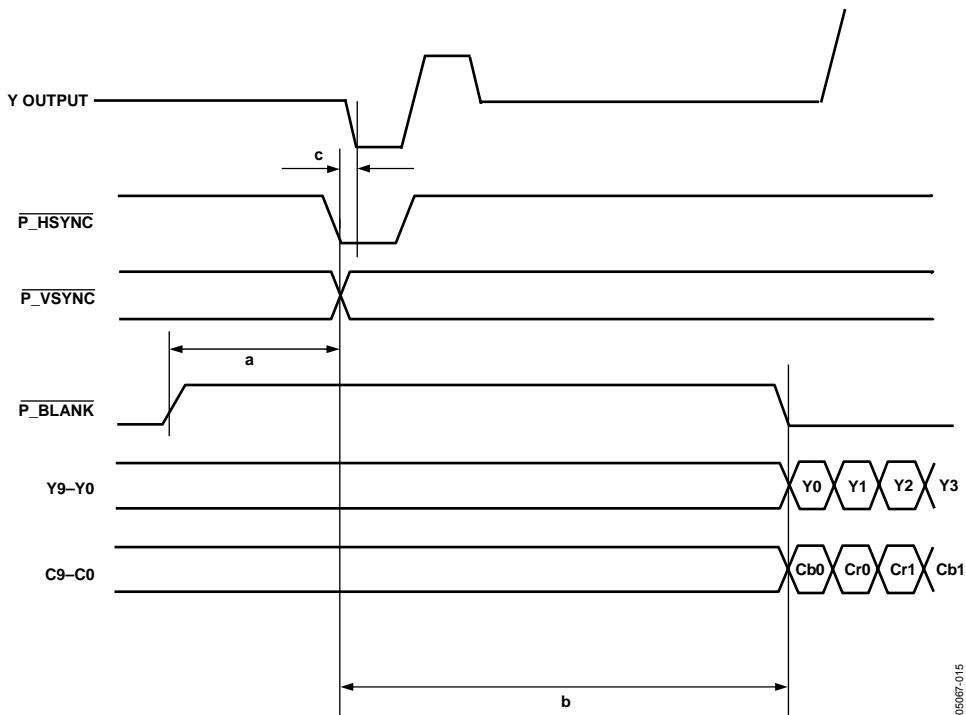 Y OUTPUT
c
P_HSYNC
P_VSYNC
a
P_BLANK
Y9–Y0
Y0 Y1 Y2 Y3
C9–C0
Cb0 Cr0 Cr1 Cb1
b
05067-015